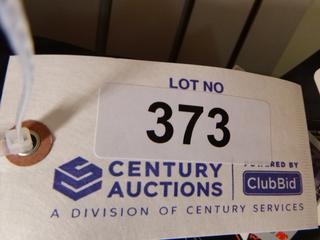 LOT NO
373
CENTURY
AUCTIONS
POWERED BY
ClubBid
A DIVISION OF CENTURY SERVICES